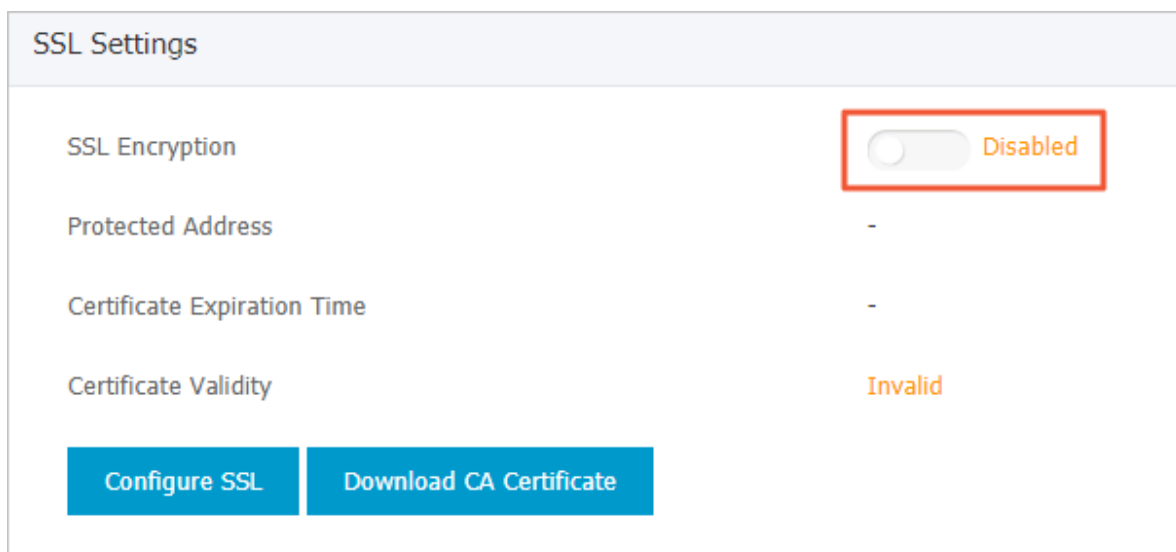 SSL Settings
SSL Encryption Disabled
Protected Address -
Certificate Expiration Time -
Certificate Validity Invalid
Configure SSL Download CA Certificate